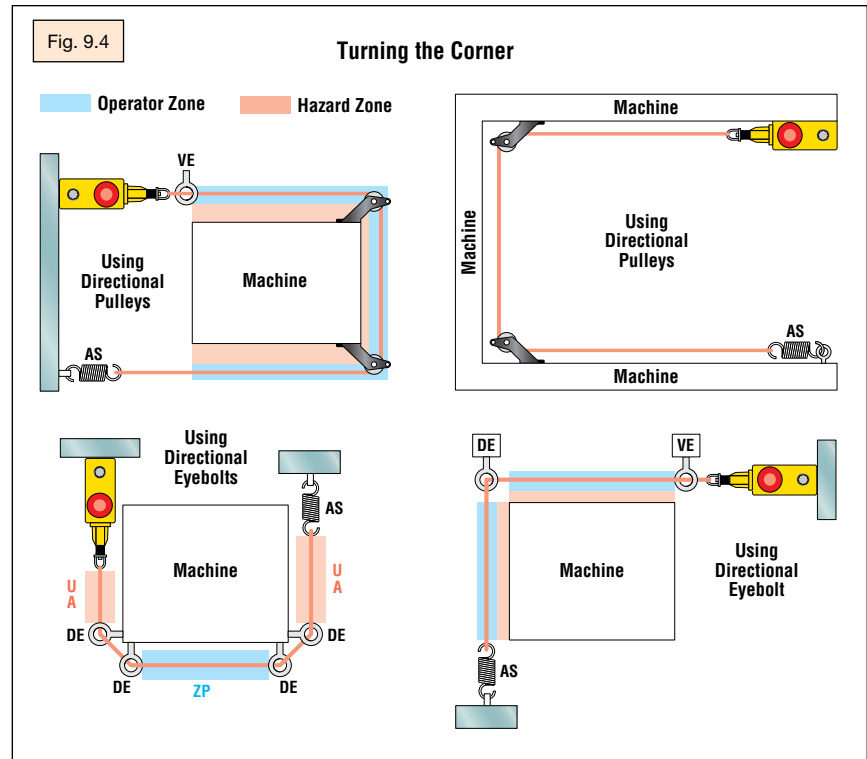 Fig. 9.4
Turning the Corner
Operator Zone
Hazard Zone
VE
Using
Directional
Pulleys
Machine
AS
Machine
Machine
Using
Directional
Pulleys
AS
Machine
Using
Directional
Eyebolts
AS
Machine
U
A
U
A
DE
DE
DE
DE
ZP
DE
VE
Machine
Using
Directional
Eyebolt
AS